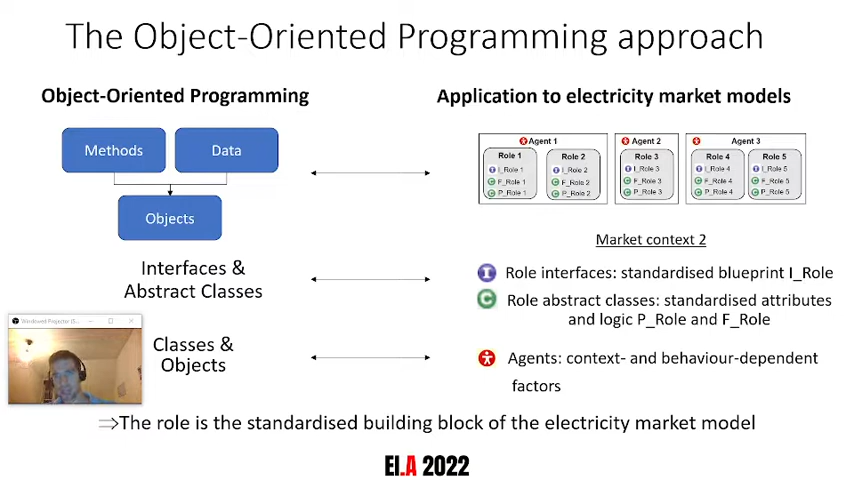 The Object-Oriented Programming approach
Object-Oriented Programming
Application to electricity market models
Methods
Data
Objects
Agent 1
Role 1
I_Role 1
F_Role 1
P_Role 1
Role 2
I_Role 2
F_Role 2
P_Role 2
Agent 2
Role 3
I_Role 3
F_Role 3
P_Role 3
Agent 3
Role 4
I_Role 4
F_Role 4
P_Role 4
Role 5
I_Role 5
F_Role 5
P_Role 5
Market context 2
Interfaces &
Abstract Classes
I Role interfaces: standardised blueprint I_Role
C Role abstract classes: standardised attributes
and logic P_Role and F_Role
Windowed Projector
Classes &
Objects
Agents: context- and behaviour-dependent
factors
⇒The role is the standardised building block of the electricity market model
EI.A 2022